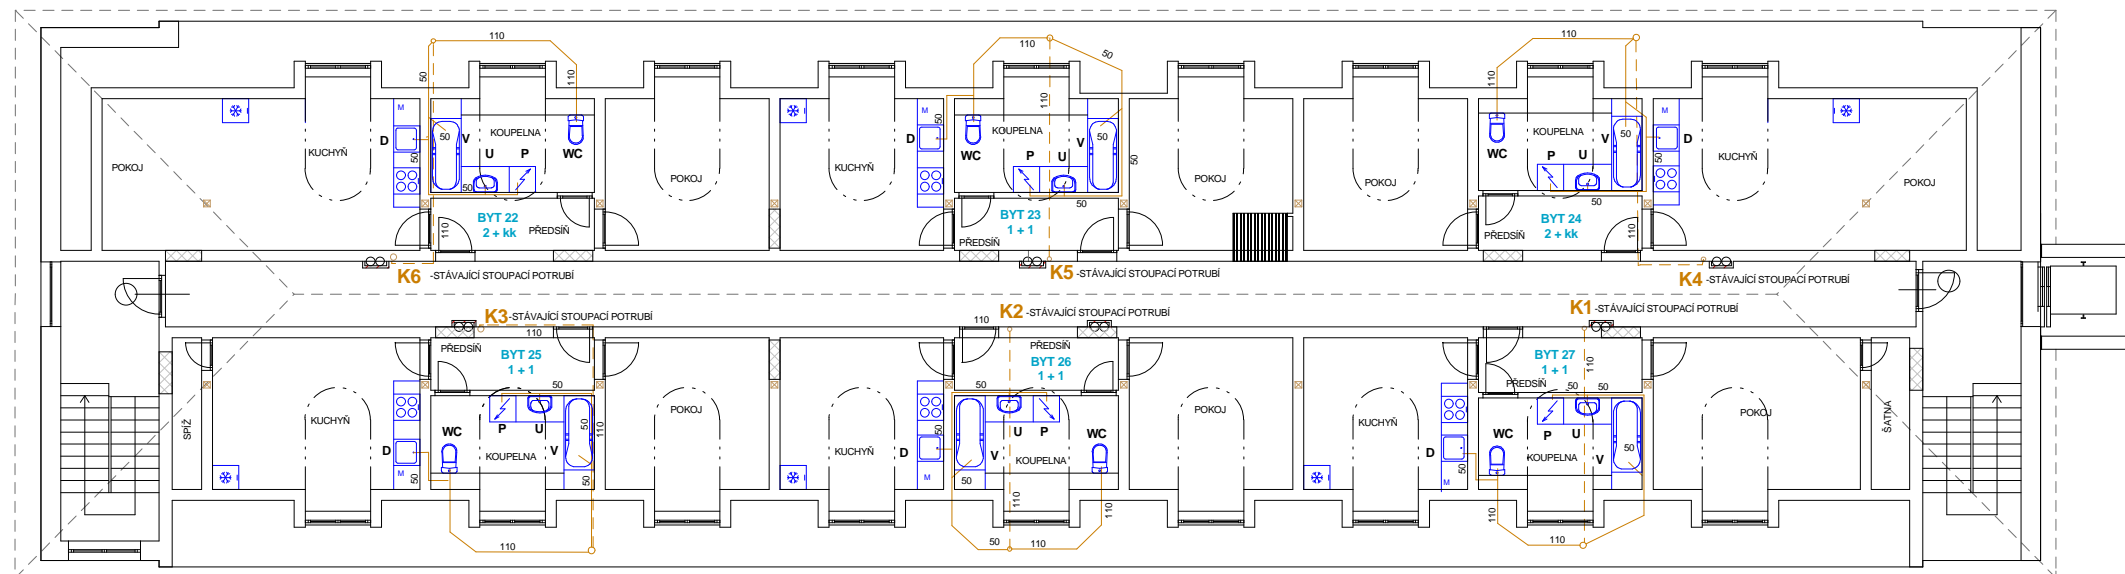 110
110
110
50
50
110
110
110
50
M
D
50
V
KOUPELNA
U
P
WC
50
50
KUCHYŇ
POKOJ
BYT 22
2 + kk
PŘEDSÍŇ
110
POKOJ
M
50
D
KUCHYŇ
KOUPELNA
WC
P
U
V
50
50
50
BYT 23
1 + 1
PŘEDSÍŇ
POKOJ
POKOJ
KOUPELNA
WC
P
U
V
50
50
50
M
D
KUCHYŇ
POKOJ
BYT 24
2 + kk
PŘEDSÍŇ
K6 -STÁVAJÍCÍ STOUPACÍ POTRUBÍ
K5 -STÁVAJÍCÍ STOUPACÍ POTRUBÍ
K4 -STÁVAJÍCÍ STOUPACÍ POTRUBÍ
K3 -STÁVAJÍCÍ STOUPACÍ POTRUBÍ
K2 -STÁVAJÍCÍ STOUPACÍ POTRUBÍ
K1 -STÁVAJÍCÍ STOUPACÍ POTRUBÍ
110
110
110
PŘEDSÍŇ
BYT 25
1 + 1
50
PŘEDSÍŇ
BYT 26
1 + 1
50
BYT 27
1 + 1
PŘEDSÍŇ
50
50
SPÍŽ
KUCHYŇ
D
M
50
WC
P
U
V
KOUPELNA
50
50
110
POKOJ
KUCHYŇ
D
M
50
U
P
WC
V
KOUPELNA
50
110
110
POKOJ
KUCHYŇ
D
M
50
WC
P
U
V
KOUPELNA
50
110
50
POKOJ
ŠATNA
110
50
110
110